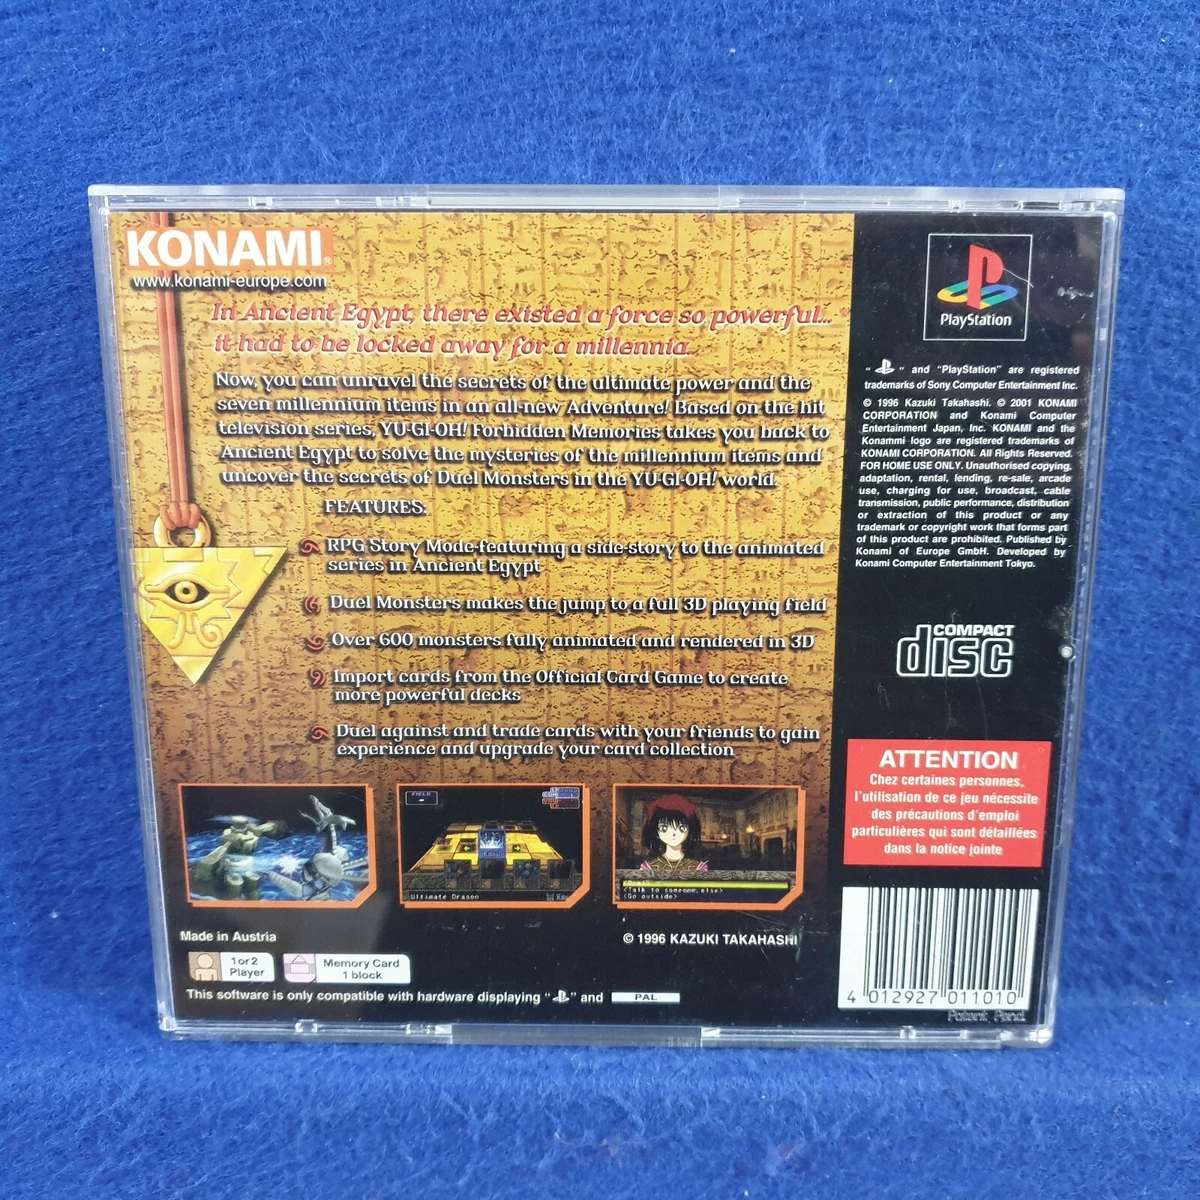 KONAMI®
www.konami-europe.com
In Ancient Egypt, there existed a force so powerful...
it had to be locked away for a millennia.
Now, you can unravel the secrets of the ultimate power and the
seven millennium items in an all-new Adventure! Based on the hit
television series, YU-GI-OH! Forbidden Memories takes you back to
Ancient Egypt to solve the mysteries of the millennium items and
uncover the secrets of Duel Monsters in the YU-GI-OH! world.
FEATURES:
RPG Story Mode-featuring a side-story to the animated
series in Ancient Egypt
Duel Monsters makes the jump to a full 3D playing field
Over 600 monsters fully animated and rendered in 3D
Import cards from the Official Card Game to create
more powerful decks
Duel against and trade cards with your friends to gain
experience and upgrade your card collection
FIELD
Ultimate Dragon
<Talk to someone else>
<Go outside>
Made in Austria
© 1996 KAZUKI TAKAHASHI
1 or 2
Player
Memory Card
1 block
This software is only compatible with hardware displaying " " and PAL
PlayStation
" " and "PlayStation" are registered
trademarks of Sony Computer Entertainment Inc.
© 1996 Kazuki Takahashi. © 2001 KONAMI
CORPORATION and Konami Computer
Entertainment Japan, Inc. KONAMI and the
Konammi logo are registered trademarks of
KONAMI CORPORATION. All Rights Reserved.
FOR HOME USE ONLY. Unauthorised copying,
adaptation, rental, lending, re-sale, arcade
use, charging for use, broadcast, cable
transmission, public performance, distribution
or extraction of this product or any
trademark or copyright work that forms part
of this product are prohibited. Published by
Konami of Europe GmbH. Developed by
Konami Computer Entertainment Tokyo.
COMPACT
disc
ATTENTION
Chez certaines personnes,
l'utilisation de ce jeu nécessite
des précautions d'emploi
particulières qui sont détaillées
dans la notice jointe
4 012927 011010
Patent Pend.